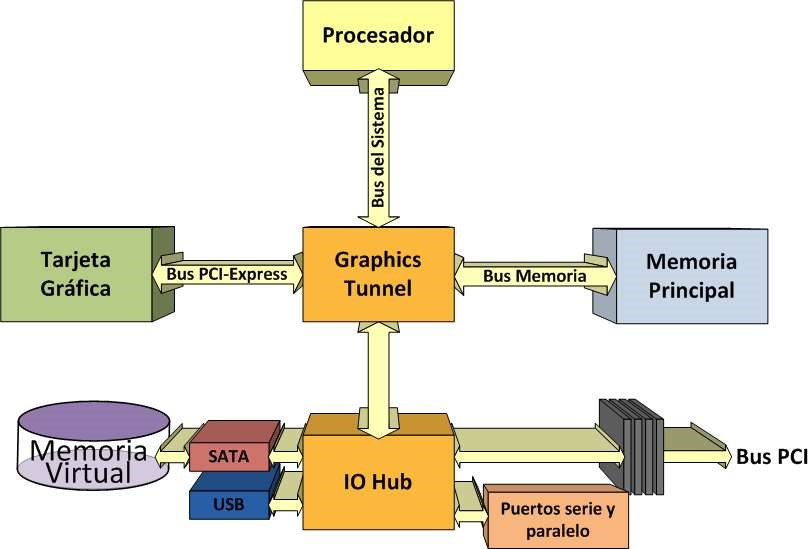 Procesador
Bus del Sistema
Tarjeta
Gráfica
Bus PCI-Express
Graphics
Tunnel
Bus Memoria
Memoria
Principal
Memoria
Virtual
SATA
USB
IO Hub
Puertos serie y
paralelo
Bus PCI